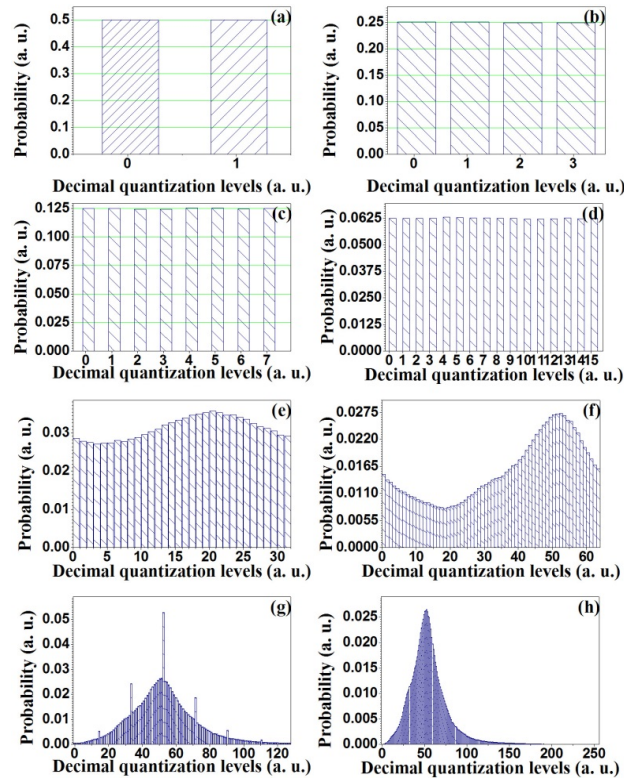 (a)
Probability (a. u.)
0.5
0.4
0.3
0.2
0.1
0.0
0 1
Decimal quantization levels (a. u.)
(b)
Probability (a. u.)
0.25
0.20
0.15
0.10
0.05
0.00
0 1 2 3
Decimal quantization levels (a. u.)
(c)
Probability (a. u.)
0.125
0.100
0.075
0.050
0.025
0.000
0 1 2 3 4 5 6 7
Decimal quantization levels (a. u.)
(d)
Probability (a. u.)
0.0625
0.0500
0.0375
0.0250
0.0125
0.0000
0 1 2 3 4 5 6 7 8 9 10 11 12 13 14 15
Decimal quantization levels (a. u.)
(e)
Probability (a. u.)
0.03
0.02
0.01
0.00
0 5 10 15 20 25 30
Decimal quantization levels (a. u.)
(f)
Probability (a. u.)
0.0275
0.0220
0.0165
0.0110
0.0055
0.0000
0 10 20 30 40 50 60
Decimal quantization levels (a. u.)
(g)
Probability (a. u.)
0.05
0.04
0.03
0.02
0.01
0.00
0 20 40 60 80 100 120
Decimal quantization levels (a. u.)
(h)
Probability (a. u.)
0.025
0.020
0.015
0.010
0.005
0.000
0 50 100 150 200 250
Decimal quantization levels (a. u.)